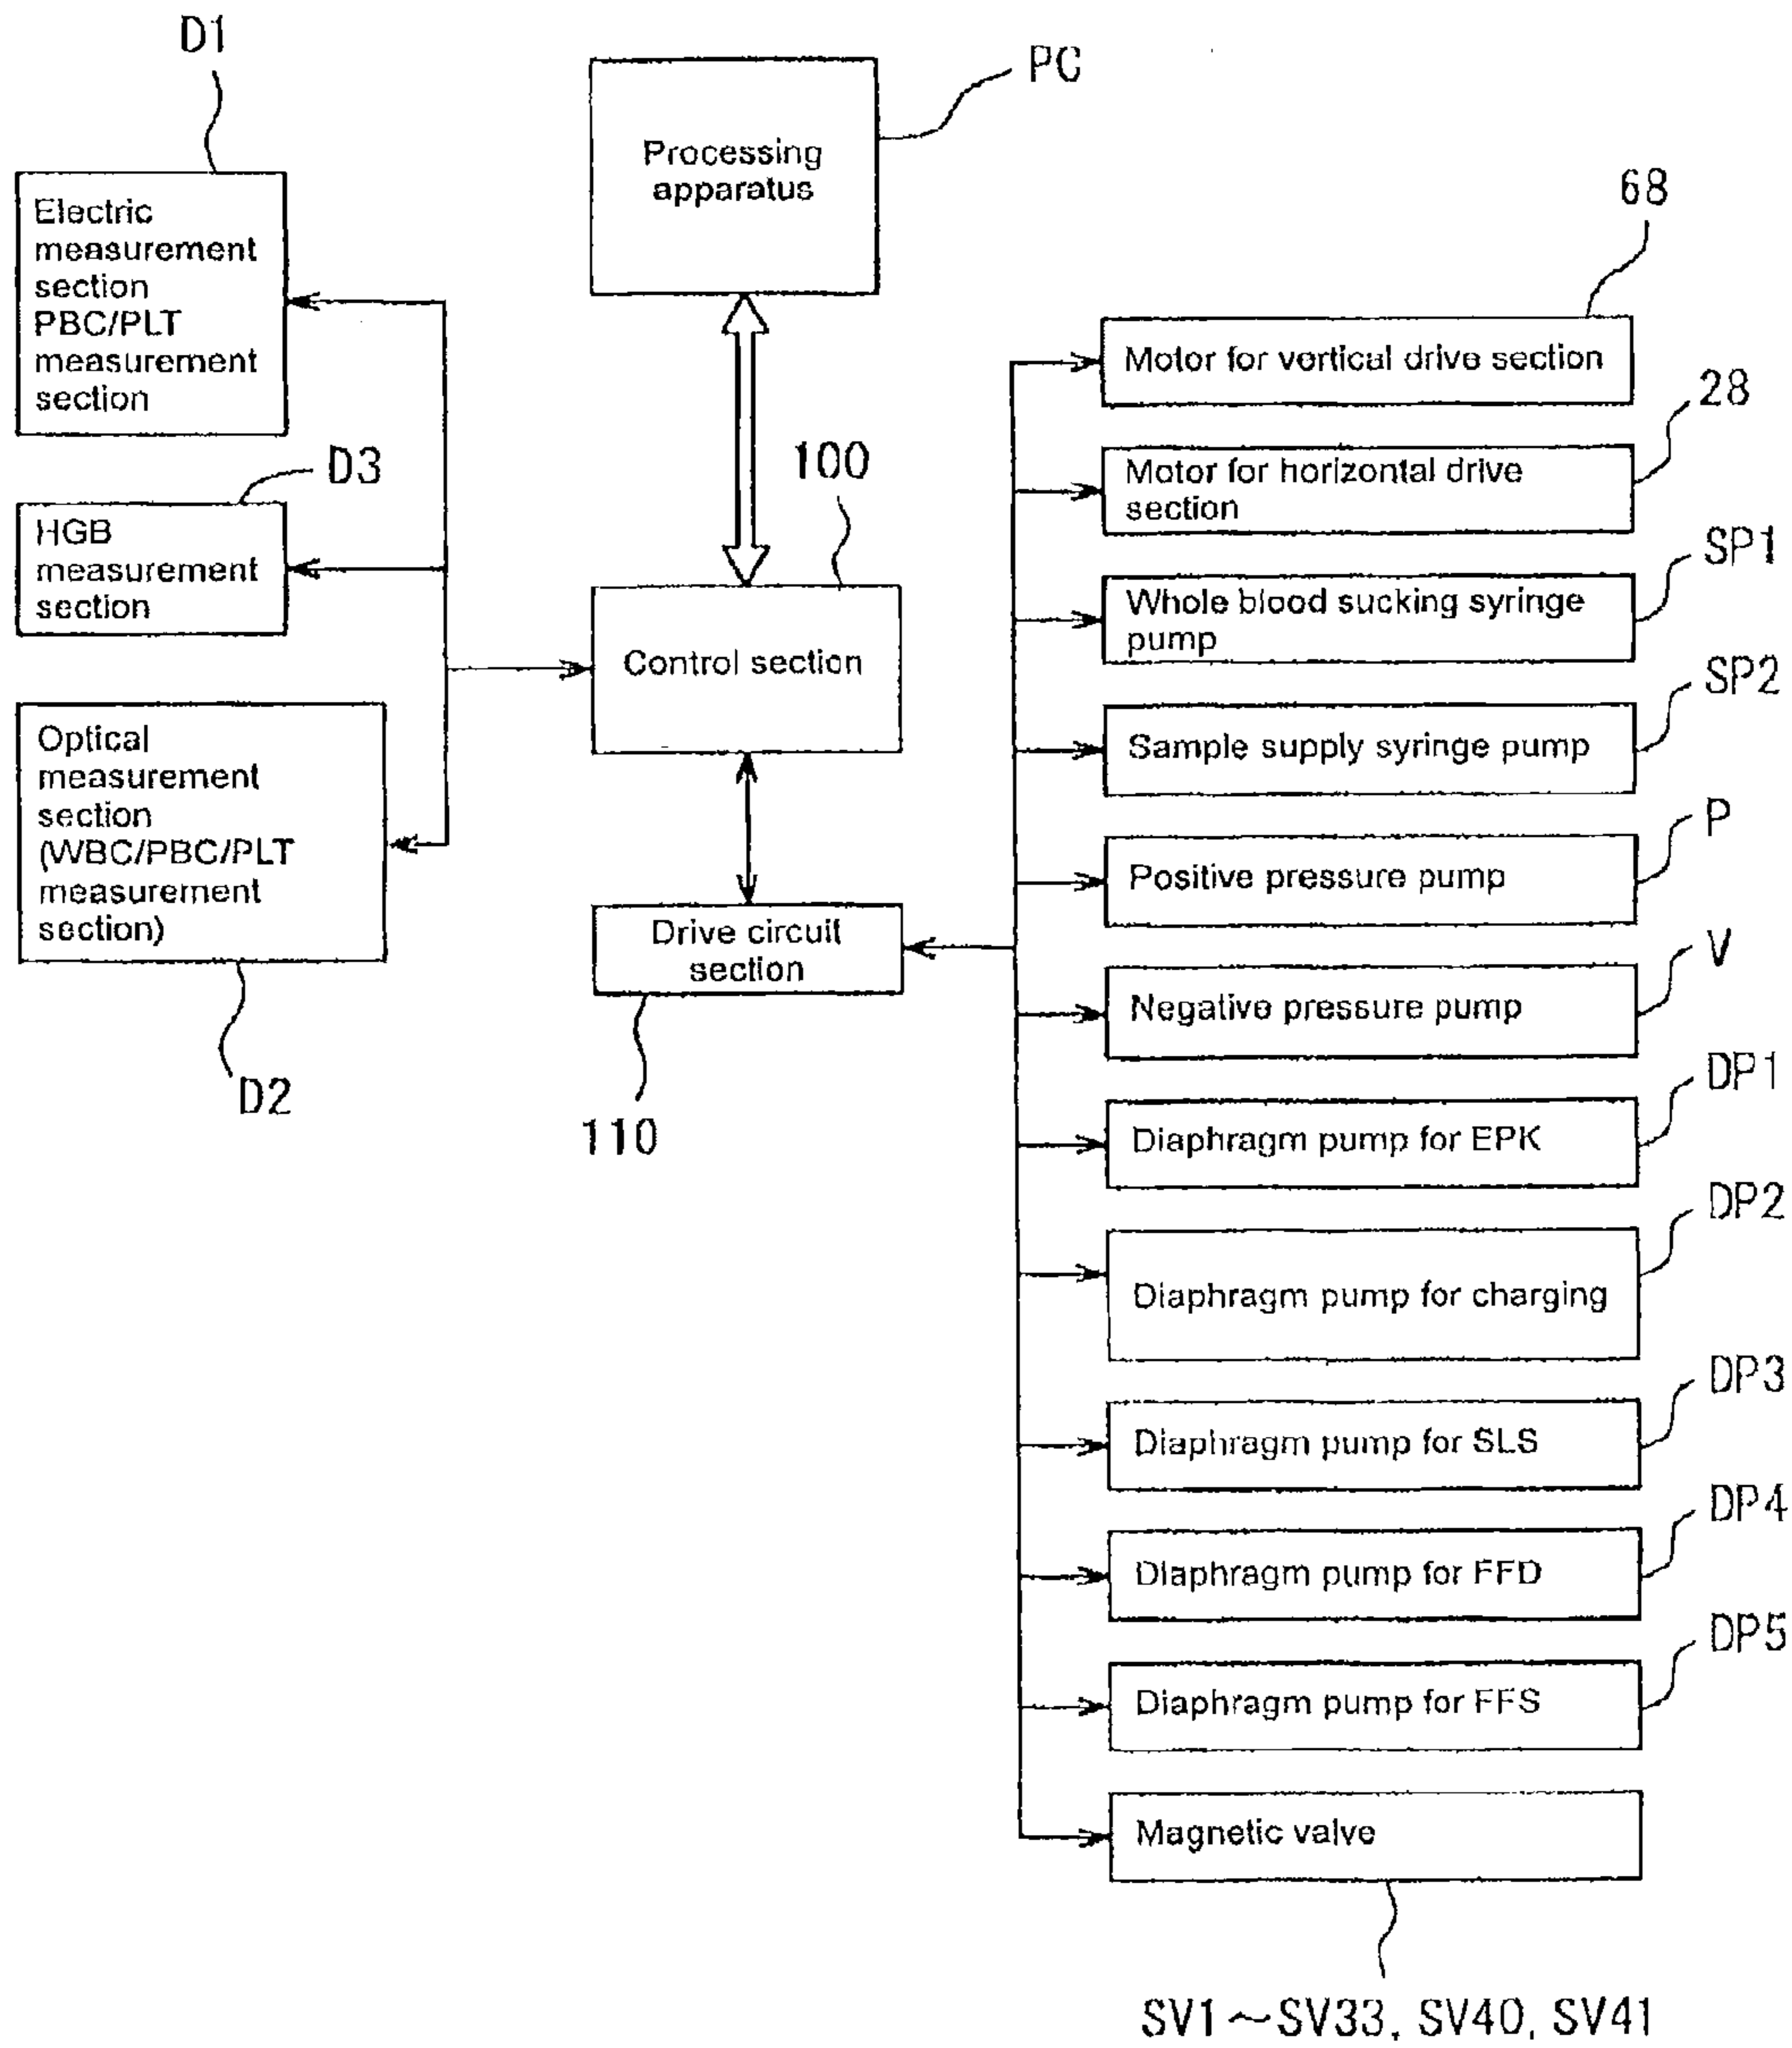 D1
Electric
measurement
section
PBC/PLT
measurement
section
D3
HGB
measurement
section
Optical
measurement
section
(WBC/PBC/PLT
measurement
section)
D2
PC
Processing
apparatus
100
Control section
Drive circuit
section
110
68
Motor for vertical drive section
28
Motor for horizontal drive
section
SP1
Whole blood sucking syringe
pump
SP2
Sample supply syringe pump
P
Positive pressure pump
V
Negative pressure pump
DP1
Diaphragm pump for EPK
DP2
Diaphragm pump for charging
DP3
Diaphragm pump for SLS
DP4
Diaphragm pump for FFD
DP5
Diaphragm pump for FFS
Magnetic valve
SV1～SV33, SV40, SV41